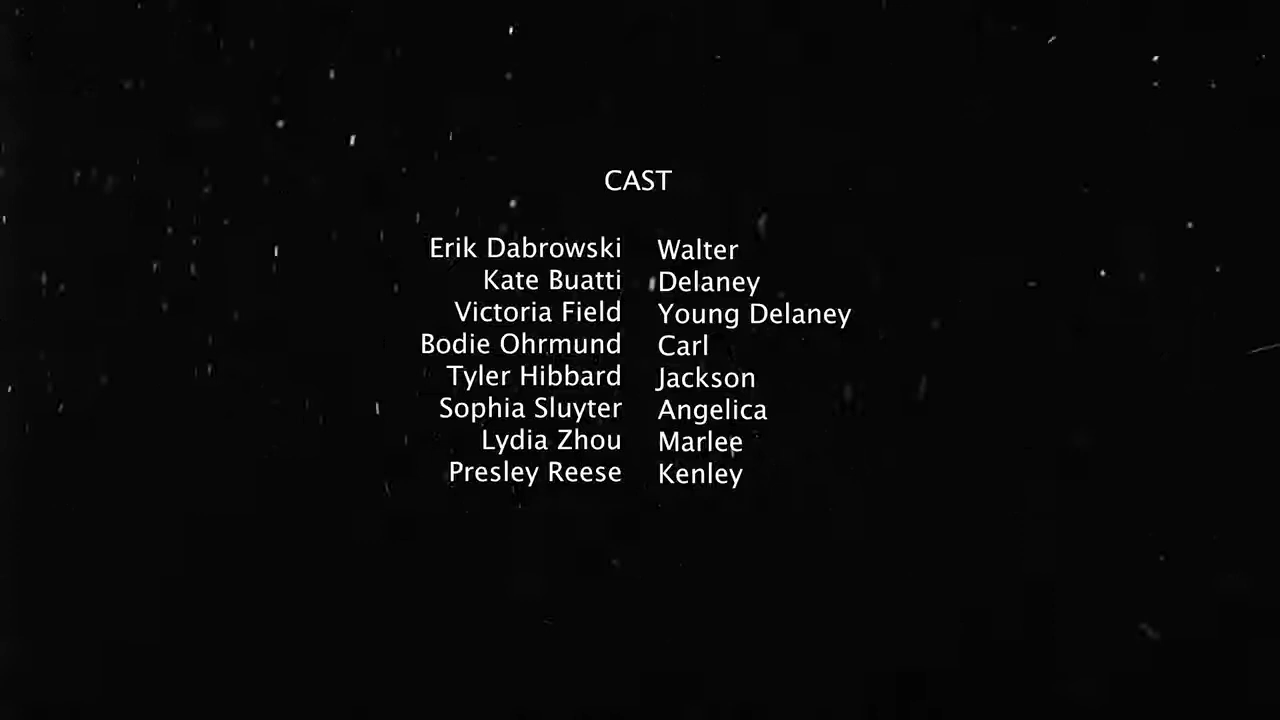 CAST
Erik Dabrowski Walter
Kate Buatti Delaney
Victoria Field Young Delaney
Bodie Ohrmund Carl
Tyler Hibbard Jackson
Sophia Sluyter Angelica
Lydia Zhou Marlee
Presley Reese Kenley